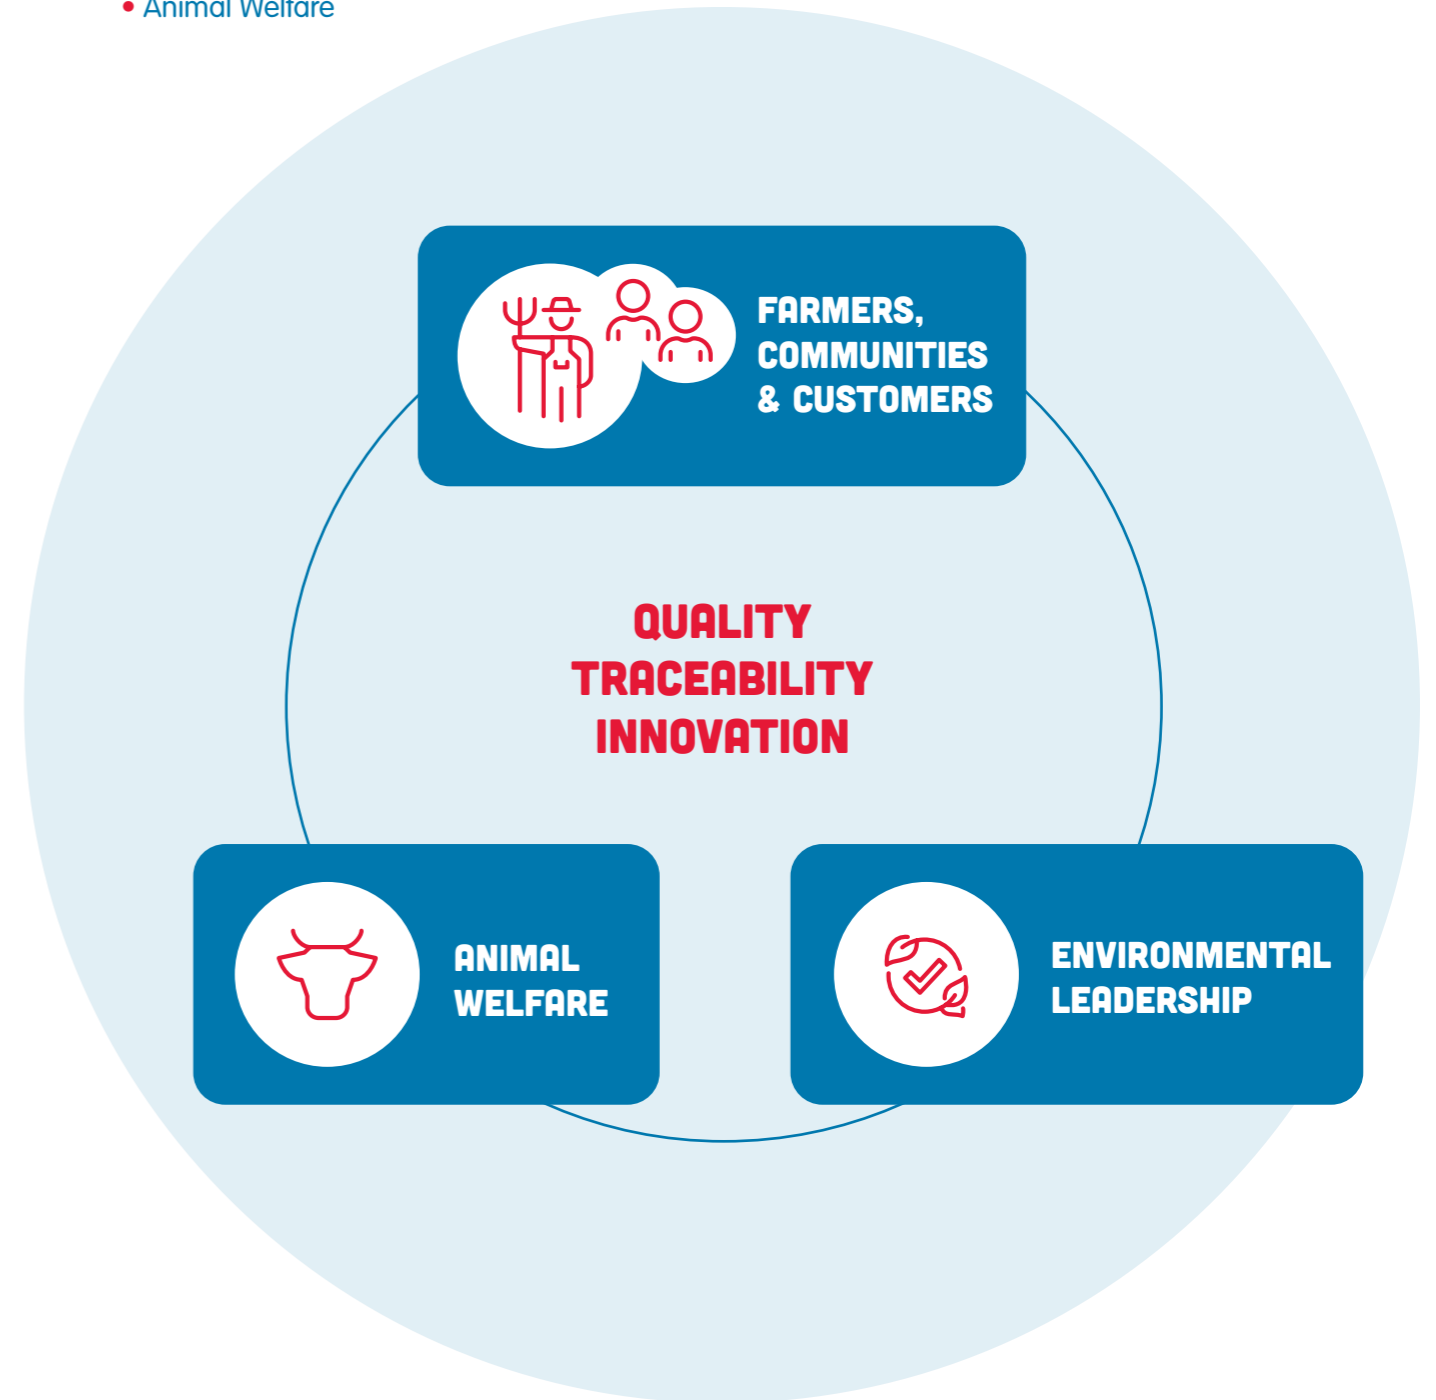 • Animal Welfare
FARMERS,
COMMUNITIES
& CUSTOMERS
QUALITY
TRACEABILITY
INNOVATION
ANIMAL
WELFARE
ENVIRONMENTAL
LEADERSHIP